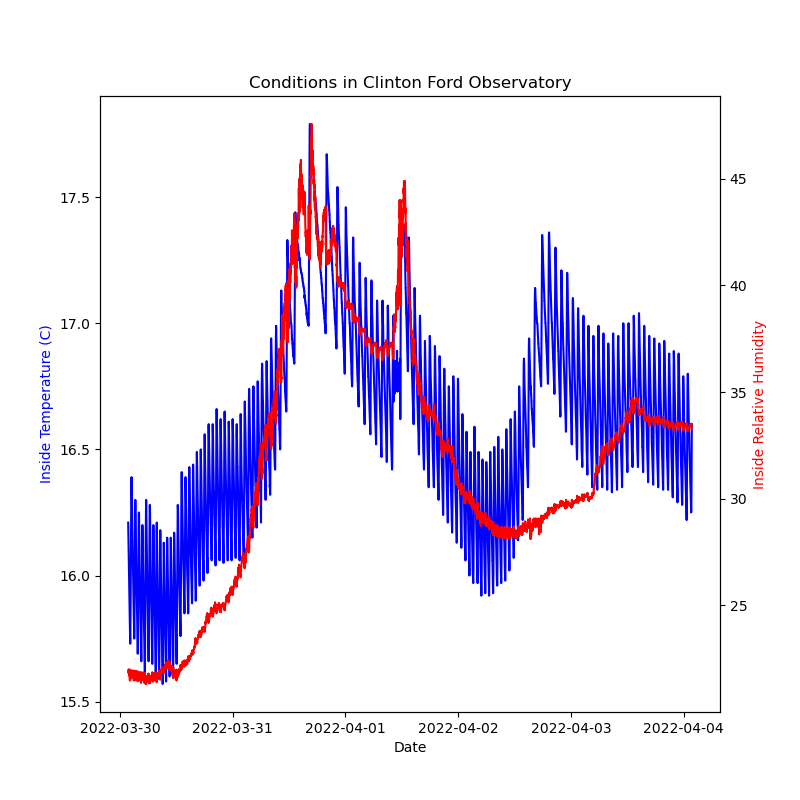 Conditions in Clinton Ford Observatory
Inside Temperature (C)
17.5
17.0
16.5
16.0
15.5
45
40
35
30
25
Inside Relative Humidity
2022-03-30 2022-03-31 2022-04-01 2022-04-02 2022-04-03 2022-04-04
Date